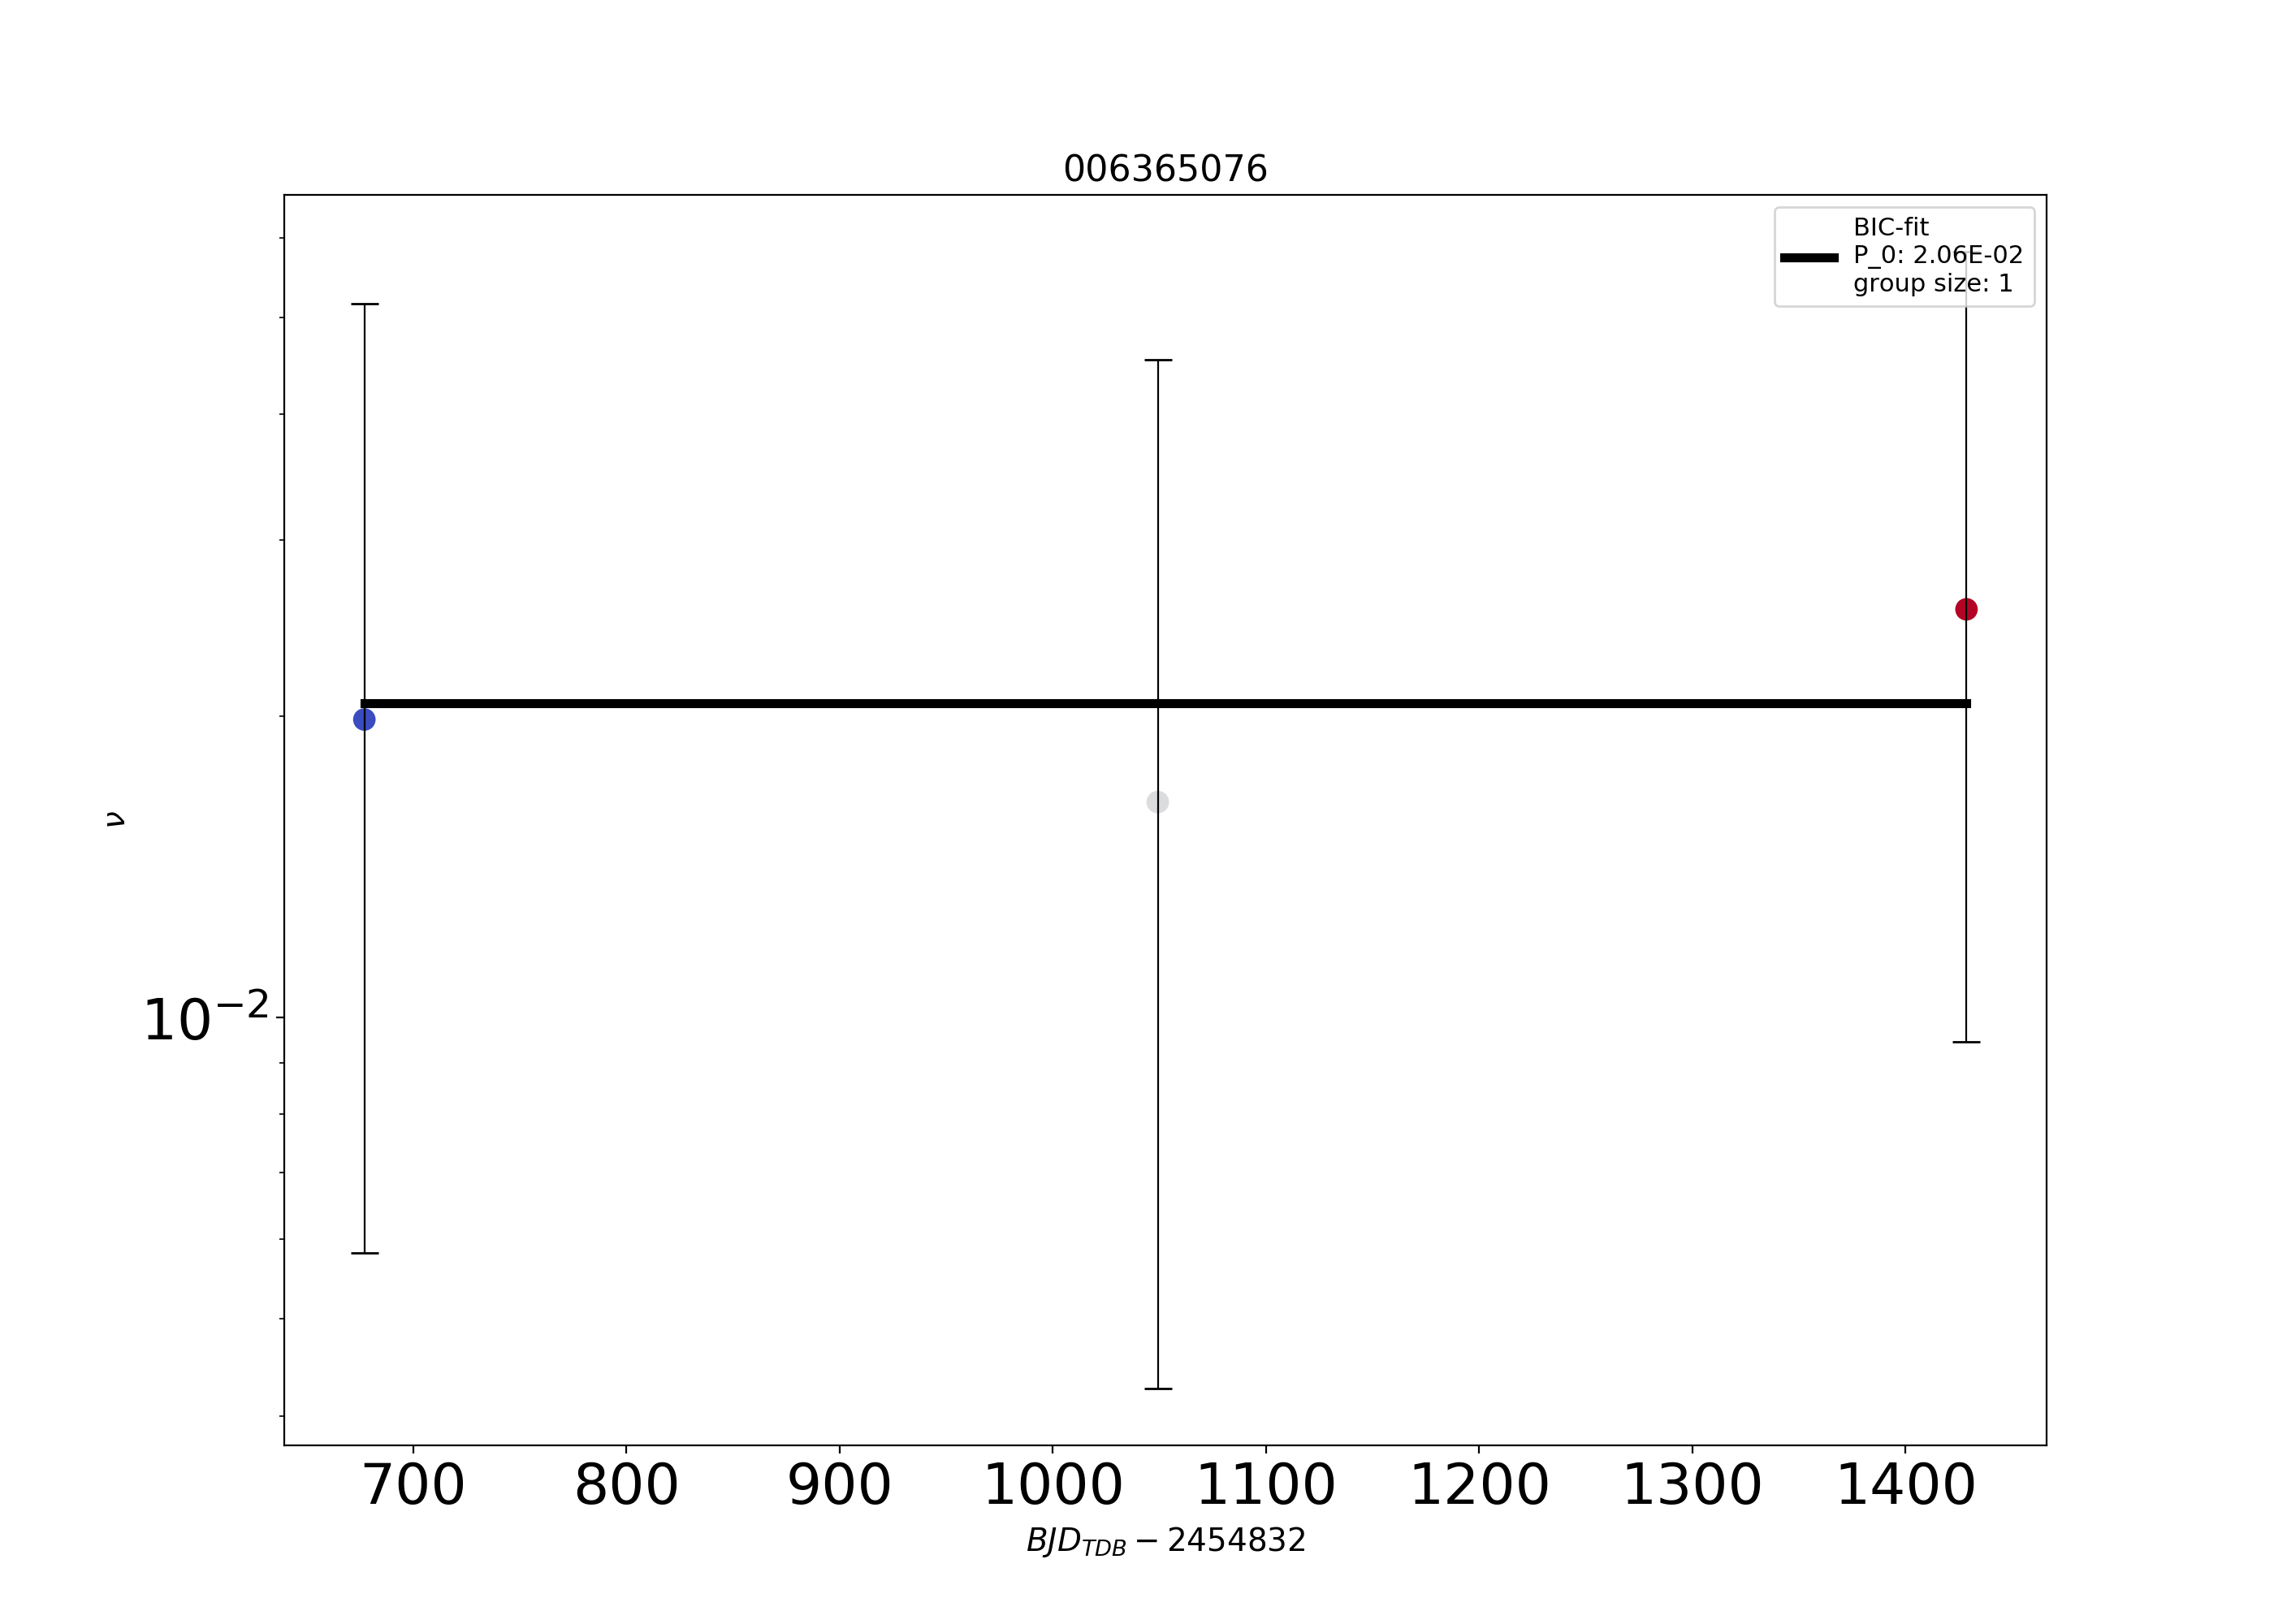 006365076
BIC-fit
P_0: 2.06E-02
group size: 1
ν
10⁻²
700 800 900 1000 1100 1200 1300 1400
BJD_TDB − 2454832